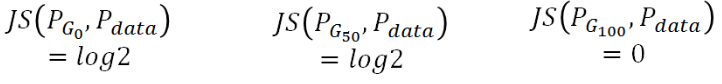 JS(P_{G_0}, P_{data}) JS(P_{G_{50}}, P_{data}) JS(P_{G_{100}}, P_{data})
= log2 = log2 = 0